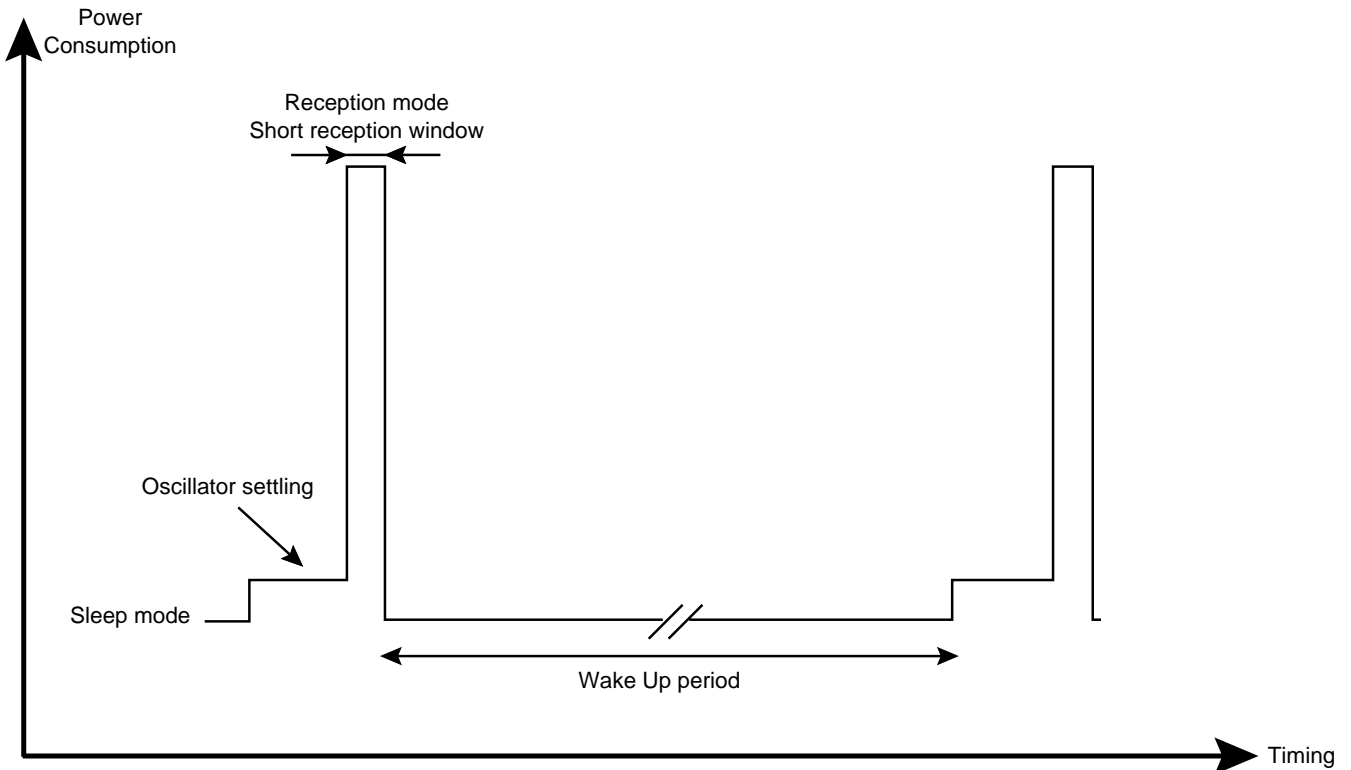 Power
Consumption
Reception mode
Short reception window
Oscillator settling
Sleep mode
Wake Up period
Timing